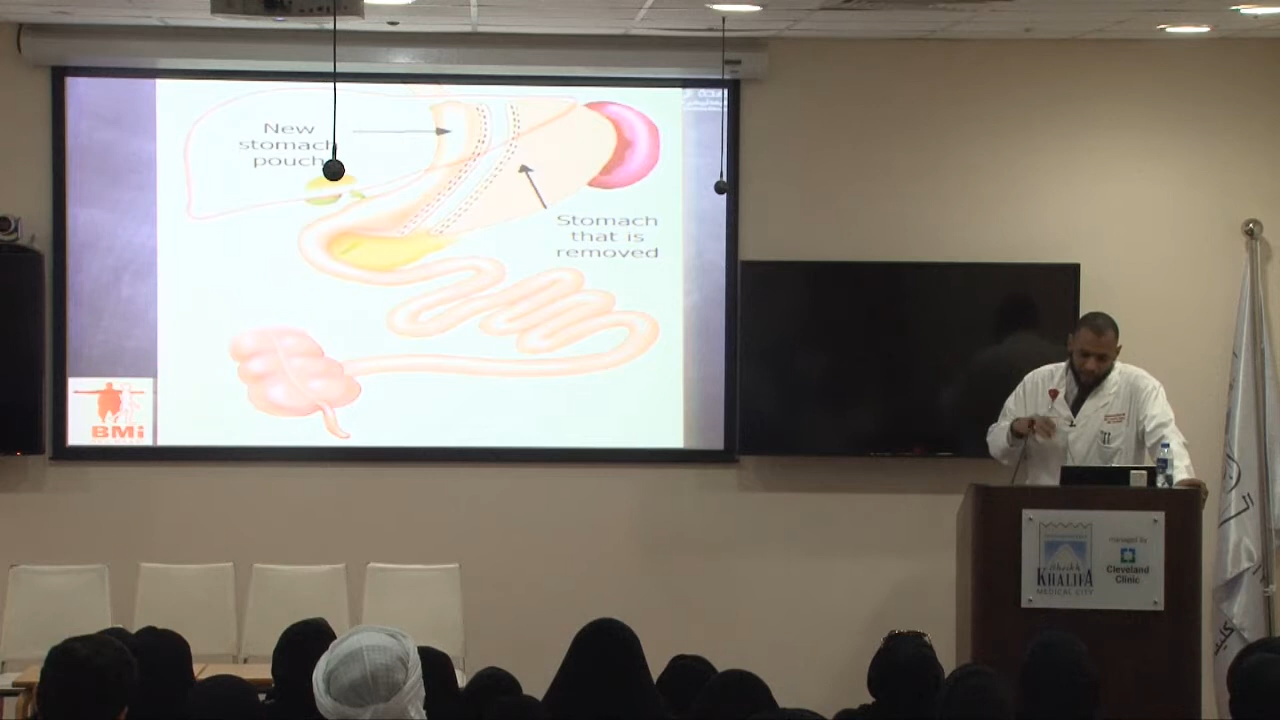 New
stomach
pouch
Stomach
that is
removed
BMi
Sheikh
KHALIFA
MEDICAL CITY
managed by
Cleveland
Clinic